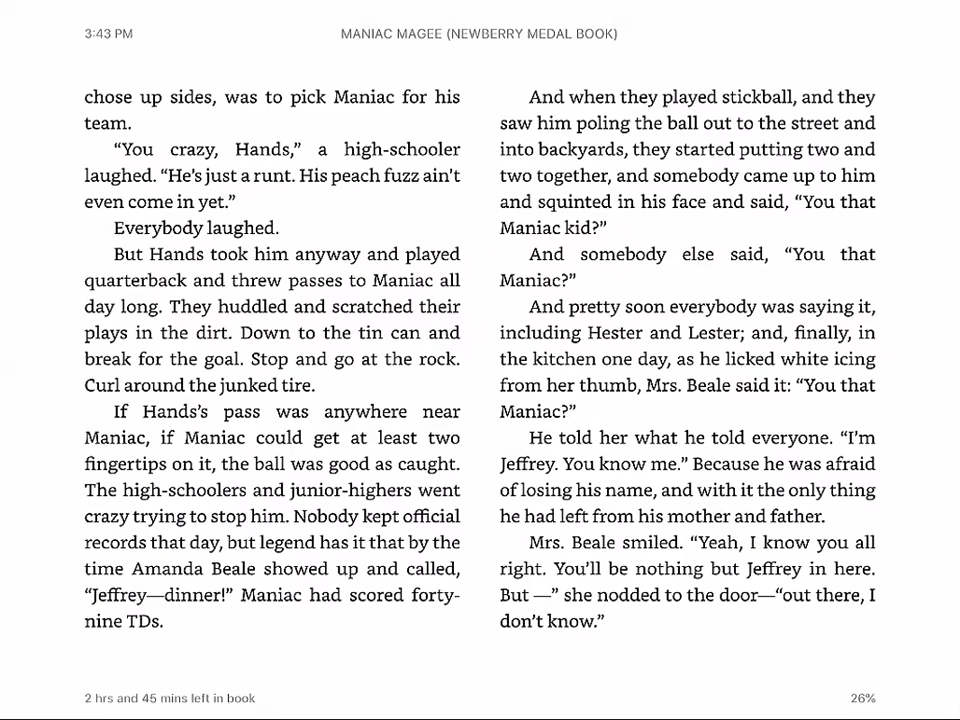 3:43 PM
MANIAC MAGEE (NEWBERRY MEDAL BOOK)
chose up sides, was to pick Maniac for his
team.
“You crazy, Hands,” a high-schooler
laughed. “He’s just a runt. His peach fuzz ain’t
even come in yet.”
Everybody laughed.
But Hands took him anyway and played
quarterback and threw passes to Maniac all
day long. They huddled and scratched their
plays in the dirt. Down to the tin can and
break for the goal. Stop and go at the rock.
Curl around the junked tire.
If Hands’s pass was anywhere near
Maniac, if Maniac could get at least two
fingertips on it, the ball was good as caught.
The high-schoolers and junior-highers went
crazy trying to stop him. Nobody kept official
records that day, but legend has it that by the
time Amanda Beale showed up and called,
“Jeffrey—dinner!” Maniac had scored forty-
nine TDs.
And when they played stickball, and they
saw him poling the ball out to the street and
into backyards, they started putting two and
two together, and somebody came up to him
and squinted in his face and said, “You that
Maniac kid?”
And somebody else said, “You that
Maniac?”
And pretty soon everybody was saying it,
including Hester and Lester; and, finally, in
the kitchen one day, as he licked white icing
from her thumb, Mrs. Beale said it: “You that
Maniac?”
He told her what he told everyone. “I’m
Jeffrey. You know me.” Because he was afraid
of losing his name, and with it the only thing
he had left from his mother and father.
Mrs. Beale smiled. “Yeah, I know you all
right. You’ll be nothing but Jeffrey in here.
But —” she nodded to the door—“out there, I
don’t know.”
2 hrs and 45 mins left in book
26%